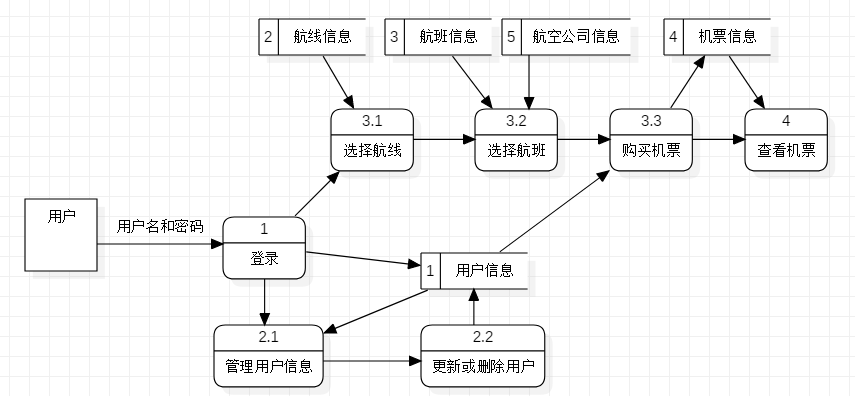 2 航线信息
3 航班信息
5 航空公司信息
4 机票信息
3.1
选择航线
3.2
选择航班
3.3
购买机票
4
查看机票
用户
用户名和密码
1
登录
1 用户信息
2.1
管理用户信息
2.2
更新或删除用户